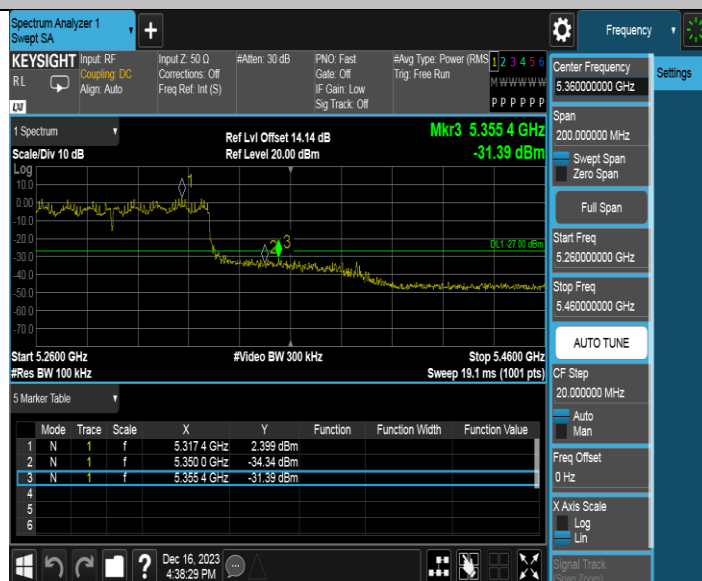 Spectrum Analyzer 1
Swept SA
+
Frequency
KEYSIGHT
RL
LXI
Input: RF
Coupling: DC
Align: Auto
Input Z: 50 Ω
Corrections: Off
Freq Ref: Int (S)
#Atten: 30 dB
PNO: Fast
Gate: Off
IF Gain: Low
Sig Track: Off
#Avg Type: Power (RMS
Trig: Free Run
1 2 3 4 5 6
M W W W W W
P P P P P P
1 Spectrum
Scale/Div 10 dB
Ref Lvl Offset 14.14 dB
Ref Level 20.00 dBm
Mkr3 5.355 4 GHz
-31.39 dBm
Log
10.0
0.00
-10.0
-20.0
-30.0
-40.0
-50.0
-60.0
-70.0
1
2
3
DL1 -27.00 dBm
Start 5.2600 GHz
#Video BW 300 kHz
Stop 5.4600 GHz
#Res BW 100 kHz
Sweep 19.1 ms (1001 pts)
5 Marker Table
Mode Trace Scale X Y Function Function Width Function Value
1 N 1 f 5.317 4 GHz 2.399 dBm
2 N 1 f 5.350 0 GHz -34.34 dBm
3 N 1 f 5.355 4 GHz -31.39 dBm
4
5
6
?
Dec 16, 2023
4:38:29 PM
Center Frequency
5.360000000 GHz
Settings
Span
200.000000 MHz
Swept Span
Zero Span
Full Span
Start Freq
5.260000000 GHz
Stop Freq
5.460000000 GHz
AUTO TUNE
CF Step
20.000000 MHz
Auto
Man
Freq Offset
0 Hz
X Axis Scale
Log
Lin
Signal Track
(Span Zoom)